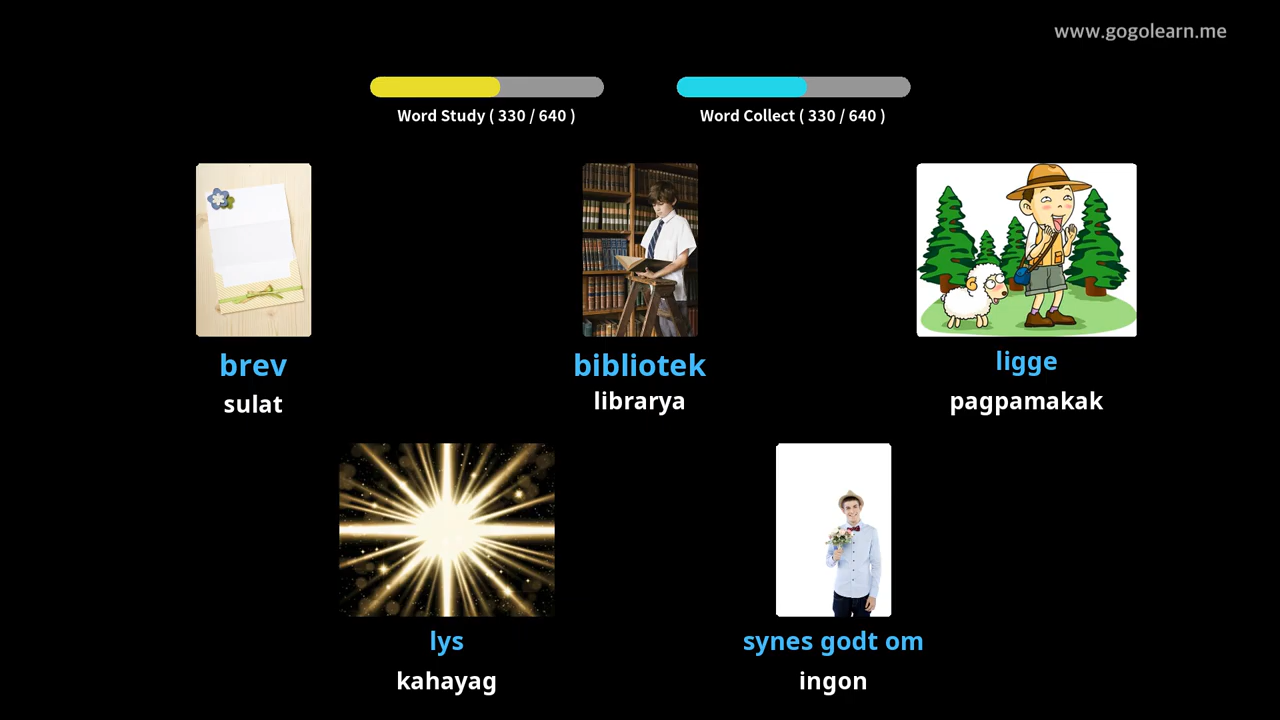 www.gogolearn.me
Word Study ( 330 / 640 )
Word Collect ( 330 / 640 )
brev
sulat
bibliotek
librarya
ligge
pagpamakak
lys
kahayag
synes godt om
ingon